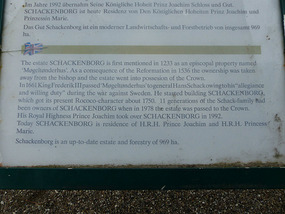 Im Jahre 1992 übernahm Seine Königliche Hoheit Prinz Joachim Schloss und Gut.
SCHACKENBORG ist heute Residenz von Den Königlichen Hoheiten Prinz Joachim und
Prinzessin Marie.
Das Gut Schackenborg ist ein moderner Landwirtschafts- und Forstbetrieb von insgesamt 969
ha.
The estate SCHACKENBORG is first mentioned in 1233 as an episcopal property named
"Møgeltønderhus". As a consequence of the Reformation in 1536 the ownership was taken
away from the bishop and the estate went into possession of the Crown.
In 1661 King Frederik III passed "Møgeltønderhus" to general Hans Schack owing to his "allegiance
and willing duty" during the war against Sweden. He started building SCHACKENBORG,
which got its present Rococo-character about 1750. 11 generations of the Schack-family had
been owners of SCHACKENBORG when in 1978 the estate was passed to the Crown.
His Royal Highness Prince Joachim took over SCHACKENBORG in 1992.
Today SCHACKENBORG is residence of H.R.H. Prince Joachim and H.R.H. Princess
Marie.
Schackenborg is an up-to-date estate and forestry of 969 ha.